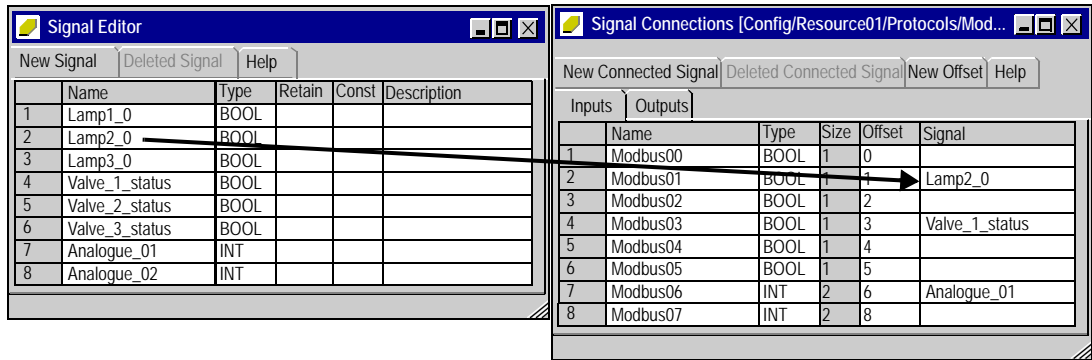 Signal Editor
New Signal Deleted Signal Help
Name Type Retain Const Description
1 Lamp1_0 BOOL
2 Lamp2_0 BOOL
3 Lamp3_0 BOOL
4 Valve_1_status BOOL
5 Valve_2_status BOOL
6 Valve_3_status BOOL
7 Analogue_01 INT
8 Analogue_02 INT
Signal Connections [Config/Resource01/Protocols/Mod...
New Connected Signal Deleted Connected Signal New Offset Help
Inputs Outputs
Name Type Size Offset Signal
1 Modbus00 BOOL 1 0
2 Modbus01 BOOL 1 1 Lamp2_0
3 Modbus02 BOOL 1 2
4 Modbus03 BOOL 1 3 Valve_1_status
5 Modbus04 BOOL 1 4
6 Modbus05 BOOL 1 5
7 Modbus06 INT 2 6 Analogue_01
8 Modbus07 INT 2 8